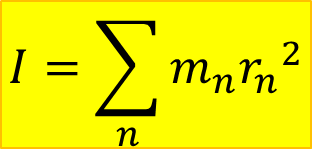 I = ∑ₙ mₙrₙ²